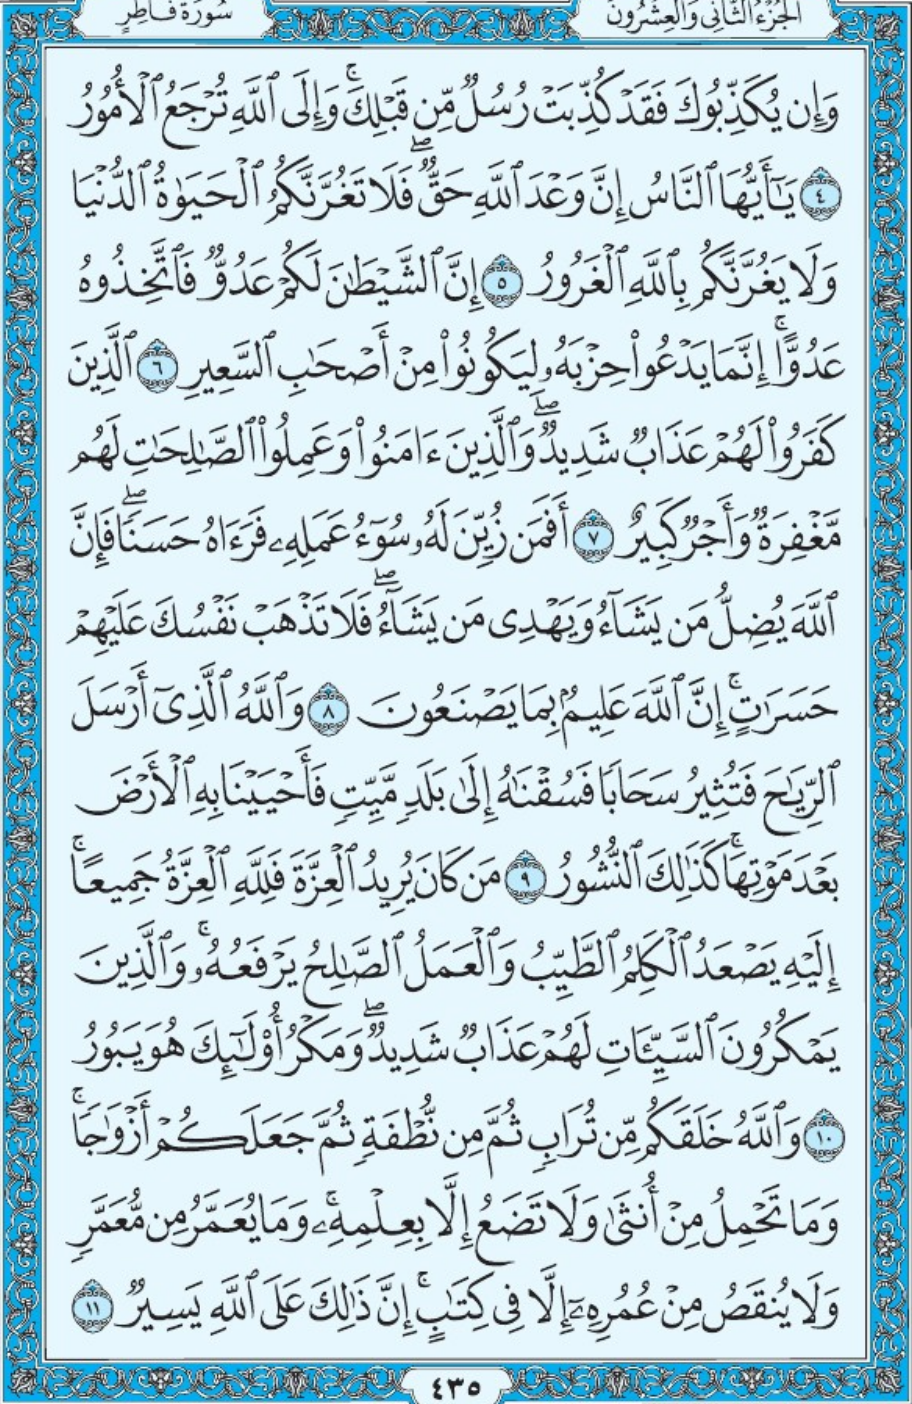 سُورَةُ فَاطِرٍ
الجُزْءُ الثَّانِي وَالعِشْرُونَ
وَإِن يُكَذِّبُوكَ فَقَدْ كُذِّبَتْ رُسُلٌ مِّن قَبْلِكَ ۚ وَإِلَى ٱللَّهِ تُرْجَعُ ٱلْأُمُورُ
٤ يَـٰٓأَيُّهَا ٱلنَّاسُ إِنَّ وَعْدَ ٱللَّهِ حَقٌّ ۖ فَلَا تَغُرَّنَّكُمُ ٱلْحَيَوٰةُ ٱلدُّنْيَا
وَلَا يَغُرَّنَّكُم بِٱللَّهِ ٱلْغَرُورُ ٥ إِنَّ ٱلشَّيْطَـٰنَ لَكُمْ عَدُوٌّ فَٱتَّخِذُوهُ
عَدُوًّا ۚ إِنَّمَا يَدْعُوا۟ حِزْبَهُۥ لِيَكُونُوا۟ مِنْ أَصْحَـٰبِ ٱلسَّعِيرِ ٦ ٱلَّذِينَ
كَفَرُوا۟ لَهُمْ عَذَابٌ شَدِيدٌ ۖ وَٱلَّذِينَ ءَامَنُوا۟ وَعَمِلُوا۟ ٱلصَّـٰلِحَـٰتِ لَهُم
مَّغْفِرَةٌ وَأَجْرٌ كَبِيرٌ ٧ أَفَمَن زُيِّنَ لَهُۥ سُوٓءُ عَمَلِهِۦ فَرَءَاهُ حَسَنًا ۖ فَإِنَّ
ٱللَّهَ يُضِلُّ مَن يَشَآءُ وَيَهْدِى مَن يَشَآءُ ۖ فَلَا تَذْهَبْ نَفْسُكَ عَلَيْهِمْ
حَسَرَٰتٍ ۚ إِنَّ ٱللَّهَ عَلِيمٌۢ بِمَا يَصْنَعُونَ ٨ وَٱللَّهُ ٱلَّذِىٓ أَرْسَلَ
ٱلرِّيَـٰحَ فَتُثِيرُ سَحَابًا فَسُقْنَـٰهُ إِلَىٰ بَلَدٍ مَّيِّتٍ فَأَحْيَيْنَا بِهِ ٱلْأَرْضَ
بَعْدَ مَوْتِهَا ۚ كَذَٰلِكَ ٱلنُّشُورُ ٩ مَن كَانَ يُرِيدُ ٱلْعِزَّةَ فَلِلَّهِ ٱلْعِزَّةُ جَمِيعًا ۚ
إِلَيْهِ يَصْعَدُ ٱلْكَلِمُ ٱلطَّيِّبُ وَٱلْعَمَلُ ٱلصَّـٰلِحُ يَرْفَعُهُۥ ۚ وَٱلَّذِينَ
يَمْكُرُونَ ٱلسَّيِّـَٔاتِ لَهُمْ عَذَابٌ شَدِيدٌ ۖ وَمَكْرُ أُو۟لَـٰٓئِكَ هُوَ يَبُورُ
١٠ وَٱللَّهُ خَلَقَكُم مِّن تُرَابٍ ثُمَّ مِن نُّطْفَةٍ ثُمَّ جَعَلَكُمْ أَزْوَٰجًا ۚ
وَمَا تَحْمِلُ مِنْ أُنثَىٰ وَلَا تَضَعُ إِلَّا بِعِلْمِهِۦ ۚ وَمَا يُعَمَّرُ مِن مُّعَمَّرٍ
وَلَا يُنقَصُ مِنْ عُمُرِهِۦٓ إِلَّا فِى كِتَـٰبٍ ۚ إِنَّ ذَٰلِكَ عَلَى ٱللَّهِ يَسِيرٌ ١١
٤٣٥